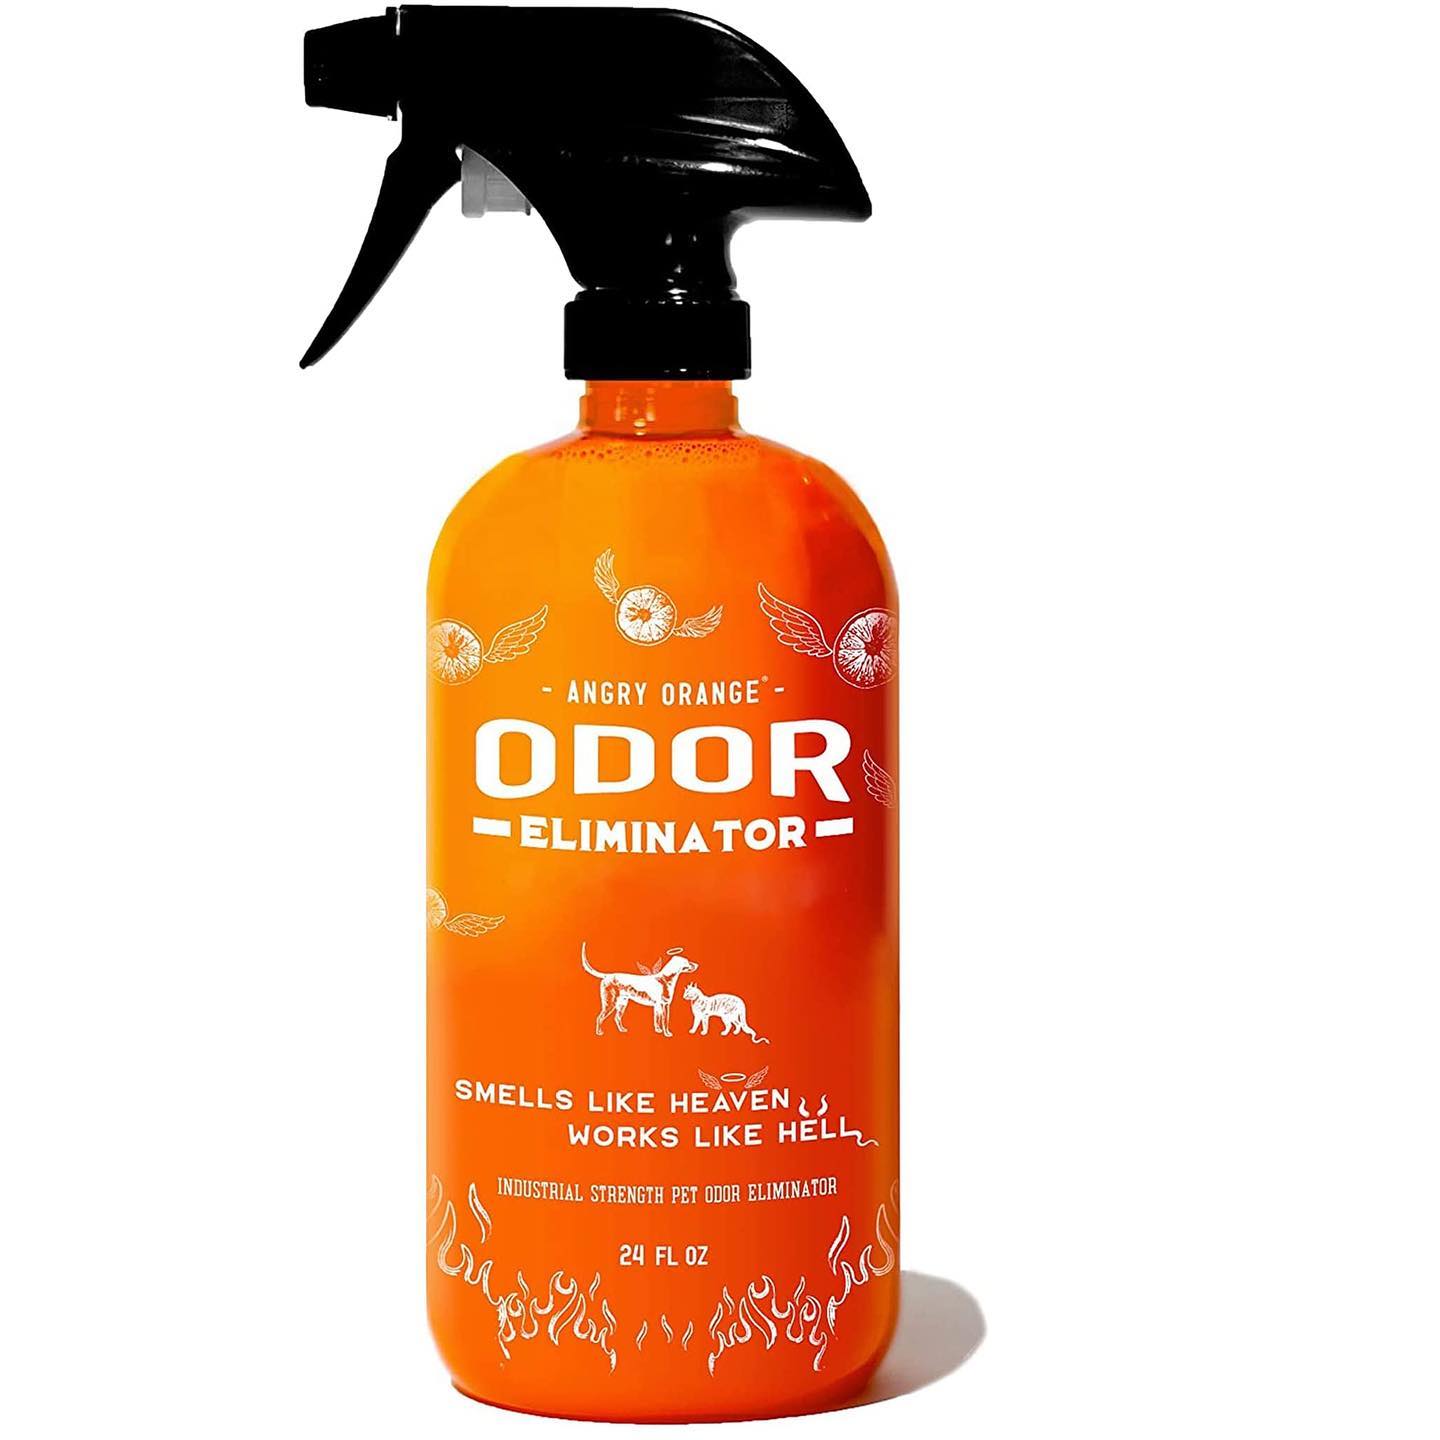 - ANGRY ORANGE® -
ODOR
ELIMINATOR
SMELLS LIKE HEAVEN
WORKS LIKE HELL
INDUSTRIAL STRENGTH PET ODOR ELIMINATOR
24 FL OZ